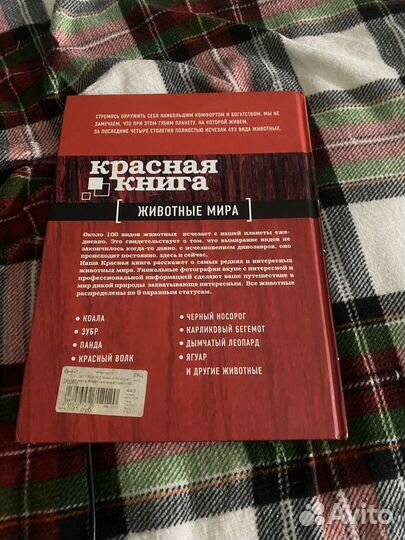 СТРЕМЯСЬ ОКРУЖИТЬ СЕБЯ НАИБОЛЬШИМ КОМФОРТОМ И БОГАТСТВОМ, МЫ НЕ
ЗАМЕЧАЕМ, ЧТО ПРИ ЭТОМ ГУБИМ ПЛАНЕТУ, НА КОТОРОЙ ЖИВЕМ.
ЗА ПОСЛЕДНИЕ ЧЕТЫРЕ СТОЛЕТИЯ ПОЛНОСТЬЮ ИСЧЕЗЛИ 693 ВИДА ЖИВОТНЫХ.
красная
книга
[ ЖИВОТНЫЕ МИРА ]
Около 100 видов животных исчезает с нашей планеты еже-
дневно. Это свидетельствует о том, что вымирание видов не
закончилось когда-то давно, с исчезновением динозавров, оно
происходит постоянно, здесь и сейчас.
Наша Красная книга расскажет о самых редких и интересных
животных мира. Уникальные фотографии вкупе с интересной и
профессиональной информацией сделают ваше путешествие в
мир дикой природы захватывающе интересным. Все животные
распределены по 9 охранным статусам.
• КОАЛА
• ЗУБР
• ПАНДА
• КРАСНЫЙ ВОЛК
• ЧЕРНЫЙ НОСОРОГ
• КАРЛИКОВЫЙ БЕГЕМОТ
• ДЫМЧАТЫЙ ЛЕОПАРД
• ЯГУАР
И ДРУГИЕ ЖИВОТНЫЕ
Avito